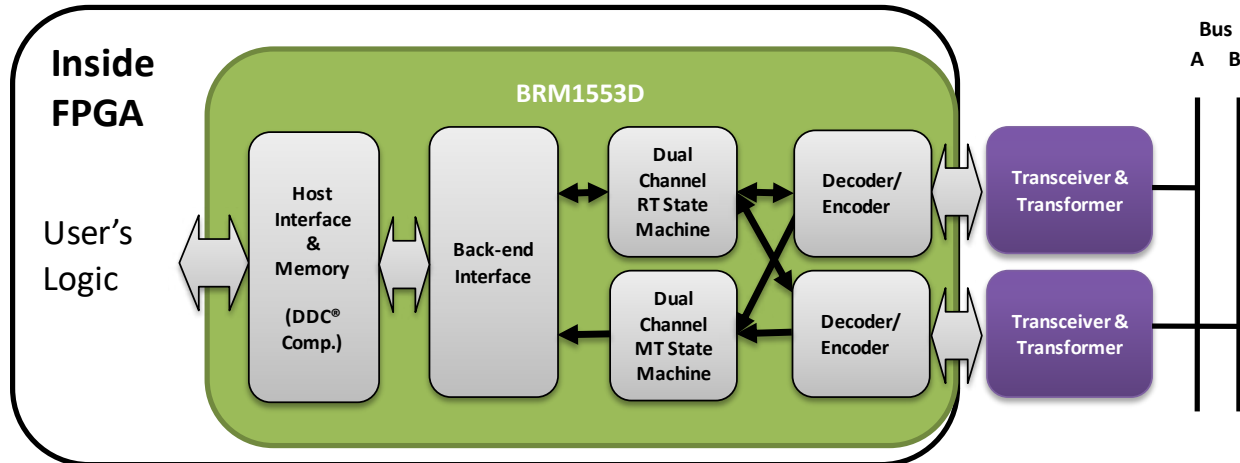 Inside
FPGA
User's
Logic
BRM1553D
Host
Interface
&
Memory
(DDC®
Comp.)
Back-end
Interface
Dual
Channel
RT State
Machine
Dual
Channel
MT State
Machine
Decoder/
Encoder
Decoder/
Encoder
Transceiver &
Transformer
Transceiver &
Transformer
Bus
A B